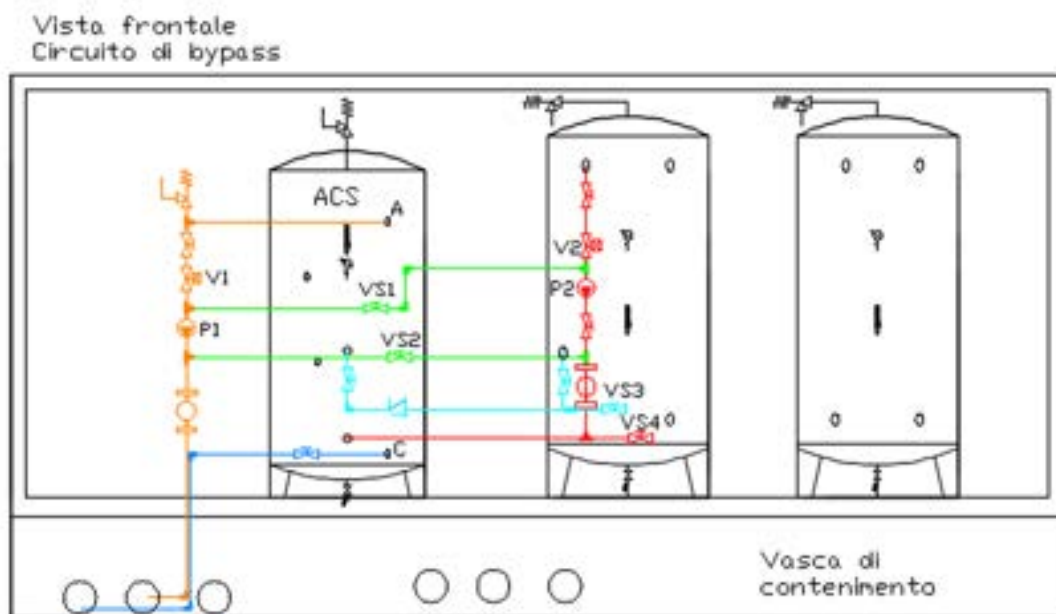 Vista frontale
Circuito di bypass
ACS
A
V1
VS1
P1
VS2
C
V2
P2
VS3
VS4
Vasca di
contenimento